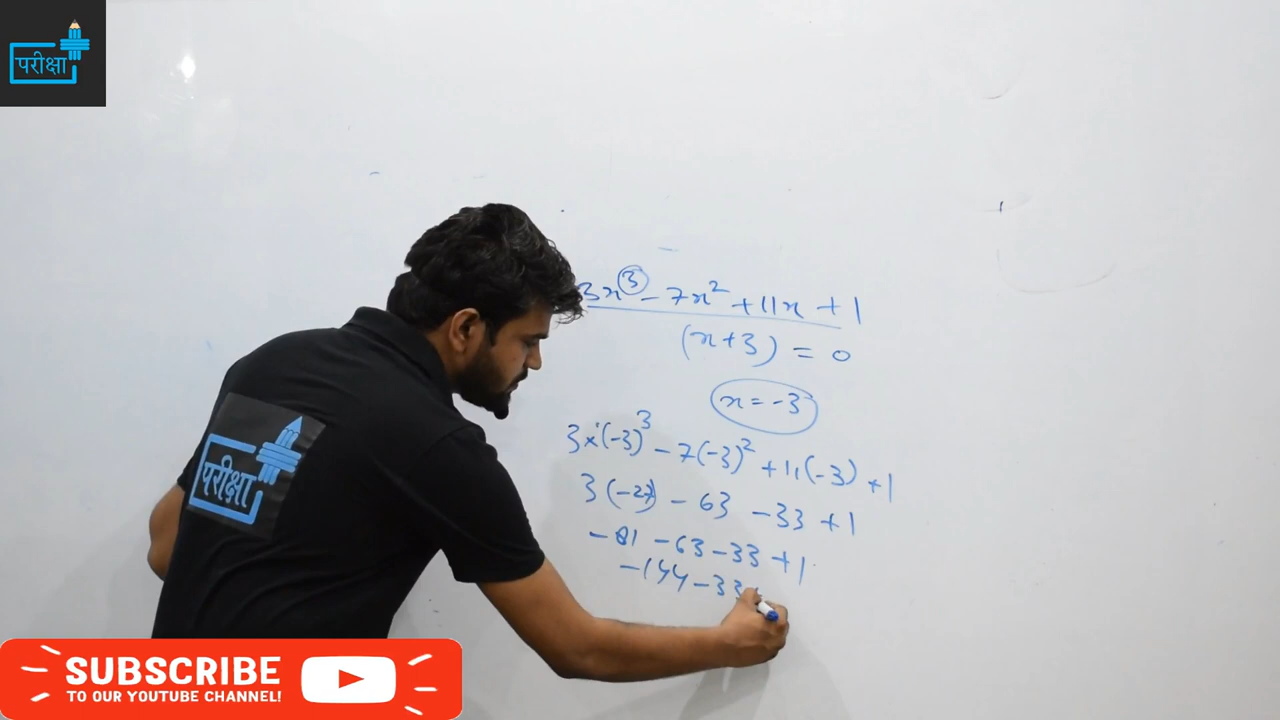 परीक्षा
3x³ - 7x² + 11x + 1
(x+3) = 0
x = -3
3×(-3)³ - 7(-3)² + 11(-3) + 1
3(-27) - 63 - 33 + 1
-81 - 63 - 33 + 1
-144 - 33
परीक्षा
SUBSCRIBE
TO OUR YOUTUBE CHANNEL!